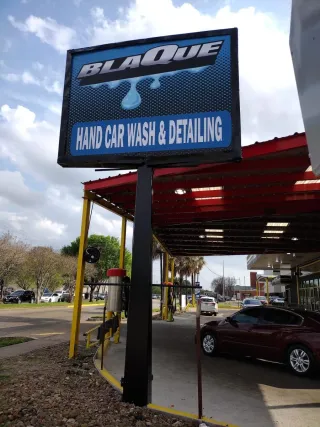 BLAQUE
HAND CAR WASH & DETAILING